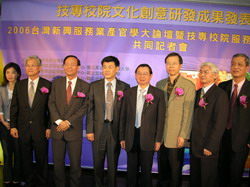 技專校院文化創意研發成果發表
2006台灣新興服務業產官學大論壇暨技專校院服務
共同記者會